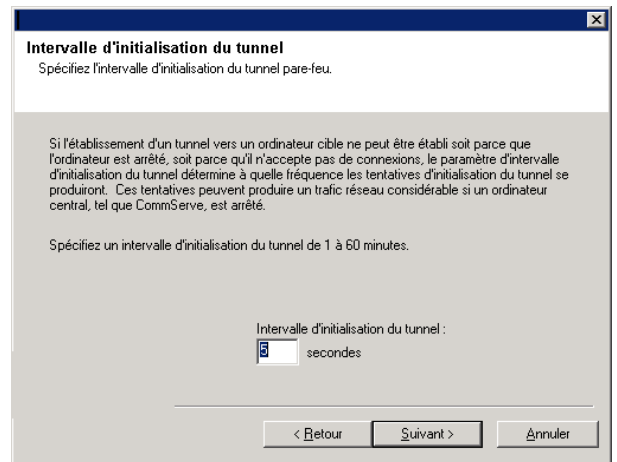 Intervalle d'initialisation du tunnel
Spécifiez l'intervalle d'initialisation du tunnel pare-feu.
Si l'établissement d'un tunnel vers un ordinateur cible ne peut être établi soit parce que
l'ordinateur est arrêté, soit parce qu'il n'accepte pas de connexions, le paramètre d'intervalle
d'initialisation du tunnel détermine à quelle fréquence les tentatives d'initialisation du tunnel se
produiront. Ces tentatives peuvent produire un trafic réseau considérable si un ordinateur
central, tel que CommServe, est arrêté.
Spécifiez un intervalle d'initialisation du tunnel de 1 à 60 minutes.
Intervalle d'initialisation du tunnel :
5 secondes
< Retour Suivant > Annuler